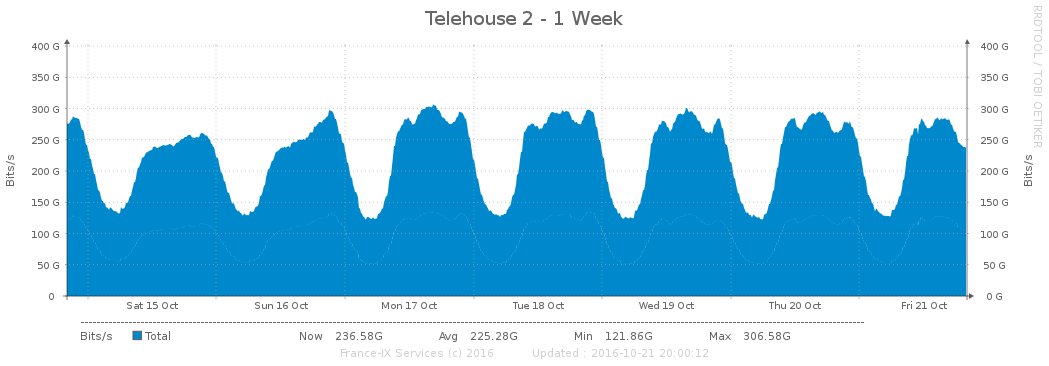 Telehouse 2 - 1 Week
RRDTOOL / TOBI OETIKER
Bits/s
Bits/s
400 G 400 G
350 G 350 G
300 G 300 G
250 G 250 G
200 G 200 G
150 G 150 G
100 G 100 G
50 G 50 G
0 0 G
Sat 15 Oct Sun 16 Oct Mon 17 Oct Tue 18 Oct Wed 19 Oct Thu 20 Oct Fri 21 Oct
Bits/s Total Now 236.58G Avg 225.28G Min 121.86G Max 306.58G
France-IX Services (c) 2016 Updated : 2016-10-21 20:00:12